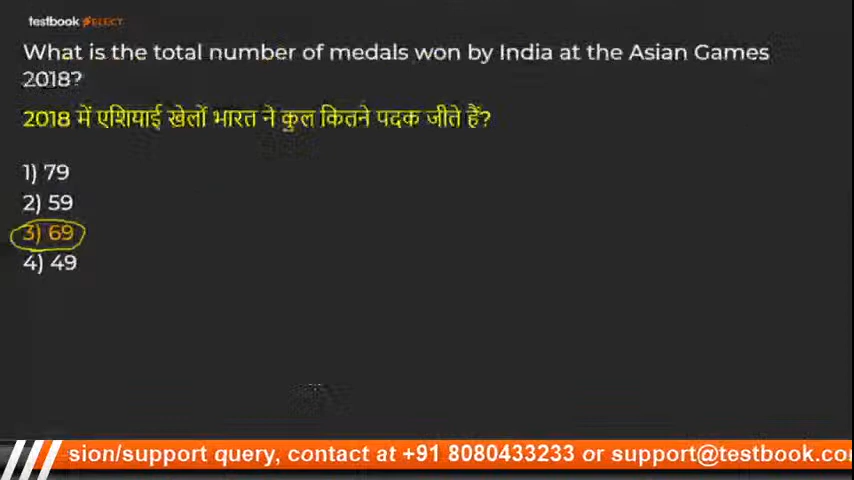 testbook SELECT
What is the total number of medals won by India at the Asian Games
2018?
2018 में एशियाई खेलों भारत ने कुल कितने पदक जीते हैं?
1) 79
2) 59
3) 69
4) 49
sion/support query, contact at +91 8080433233 or support@testbook.co